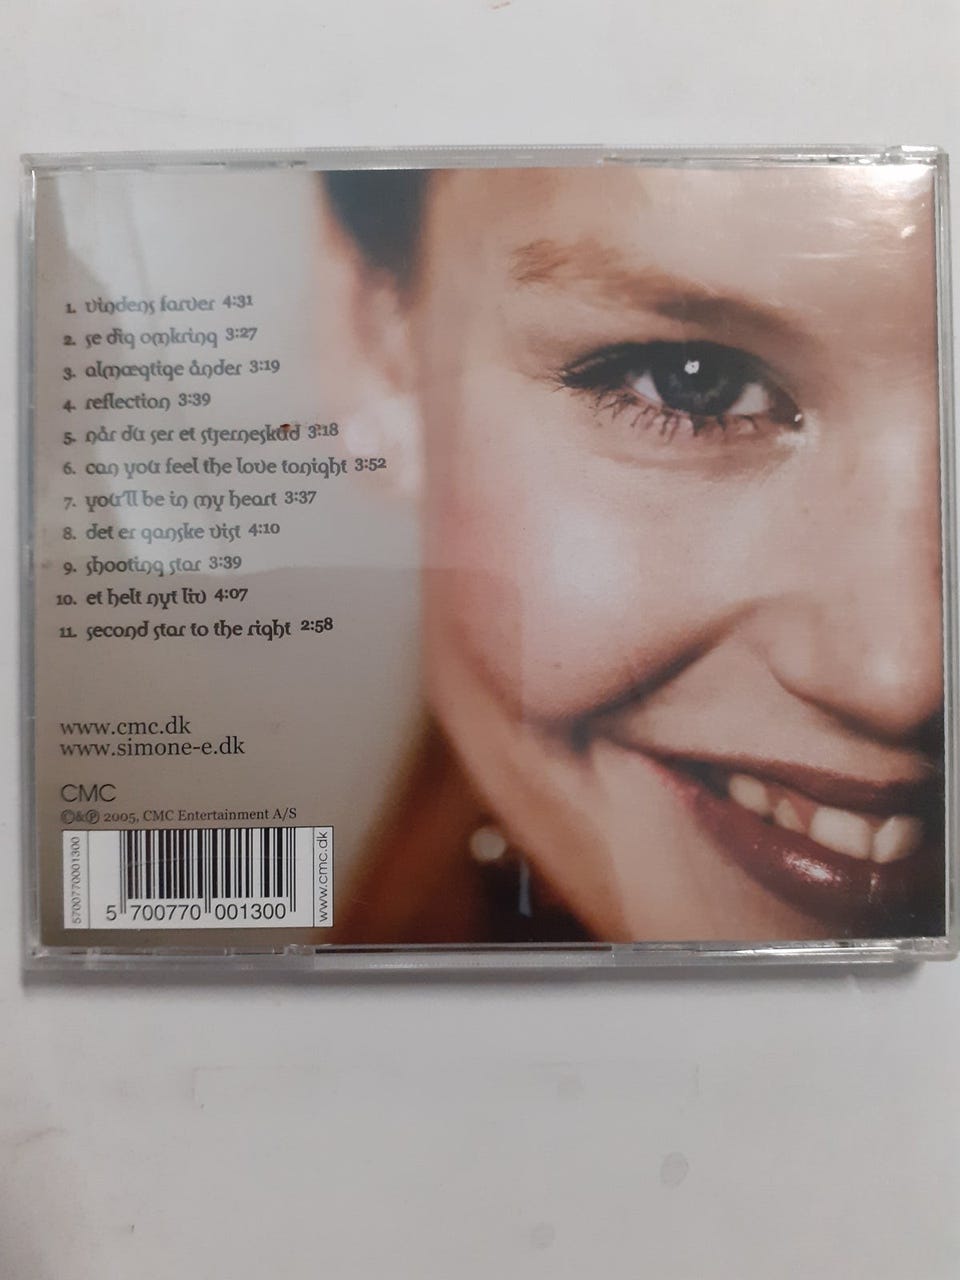 1. vindens farver 4:31
2. se dig omkring 3:27
3. almægtige ånder 3:19
4. reflection 3:39
5. når du ser et stjerneskud 3:18
6. can you feel the love tonight 3:52
7. you'll be in my heart 3:37
8. det er ganske vist 4:10
9. shooting star 3:39
10. et helt nyt liv 4:07
11. second star to the right 2:58
www.cmc.dk
www.simone-e.dk
CMC
©&℗ 2005, CMC Entertainment A/S
5700770001300
www.cmc.dk
5 700770 001300